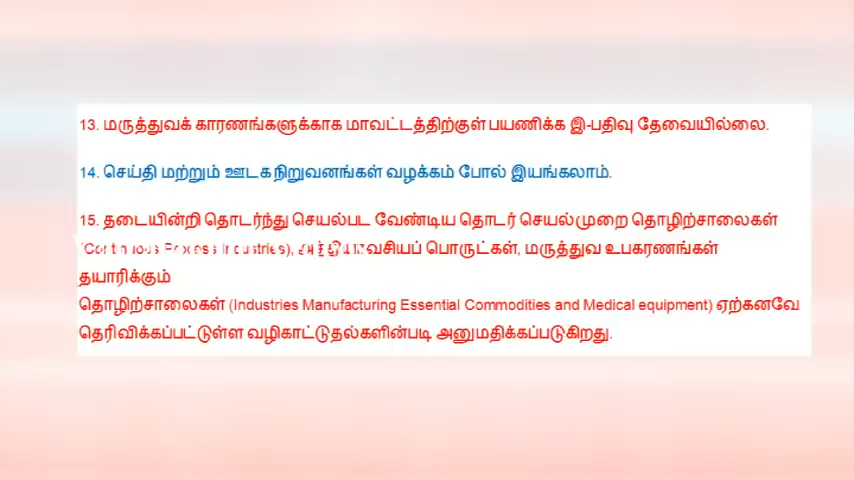 13. மருத்துவக் காரணங்களுக்காக மாவட்டத்திற்குள் பயணிக்க இ-பதிவு தேவையில்லை.
14. செய்தி மற்றும் ஊடக நிறுவனங்கள் வழக்கம் போல் இயங்கலாம்.
15. தடையின்றி தொடர்ந்து செயல்பட வேண்டிய தொடர் செயல்முறை தொழிற்சாலைகள்
(Continuous Process Industries), அத்தியாவசியப் பொருட்கள், மருத்துவ உபகரணங்கள்
தயாரிக்கும்
தொழிற்சாலைகள் (Industries Manufacturing Essential Commodities and Medical equipment) ஏற்கனவே
தெரிவிக்கப்பட்டுள்ள வழிகாட்டுதல்களின்படி அனுமதிக்கப்படுகிறது.